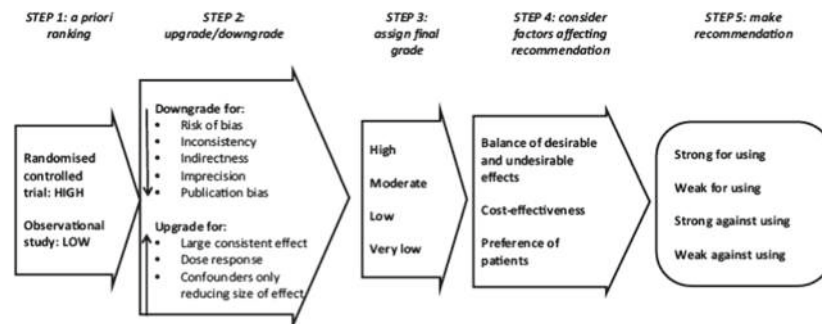 STEP 1: a priori
ranking
Randomised
controlled
trial: HIGH
Observational
study: LOW
STEP 2:
upgrade/downgrade
Downgrade for:
• Risk of bias
• Inconsistency
• Indirectness
• Imprecision
• Publication bias
Upgrade for:
• Large consistent effect
• Dose response
• Confounders only
reducing size of effect
STEP 3:
assign final
grade
High
Moderate
Low
Very low
STEP 4: consider
factors affecting
recommendation
Balance of desirable
and undesirable
effects
Cost-effectiveness
Preference of
patients
STEP 5: make
recommendation
Strong for using
Weak for using
Strong against using
Weak against using